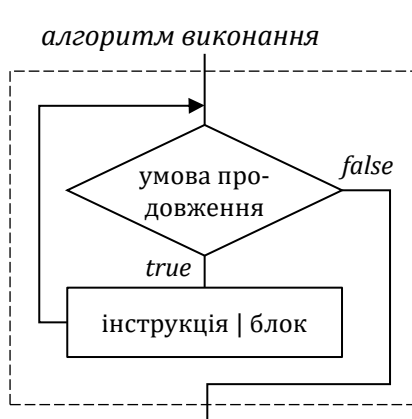 алгоритм виконання
умова про-
довження
false
true
інструкція | блок